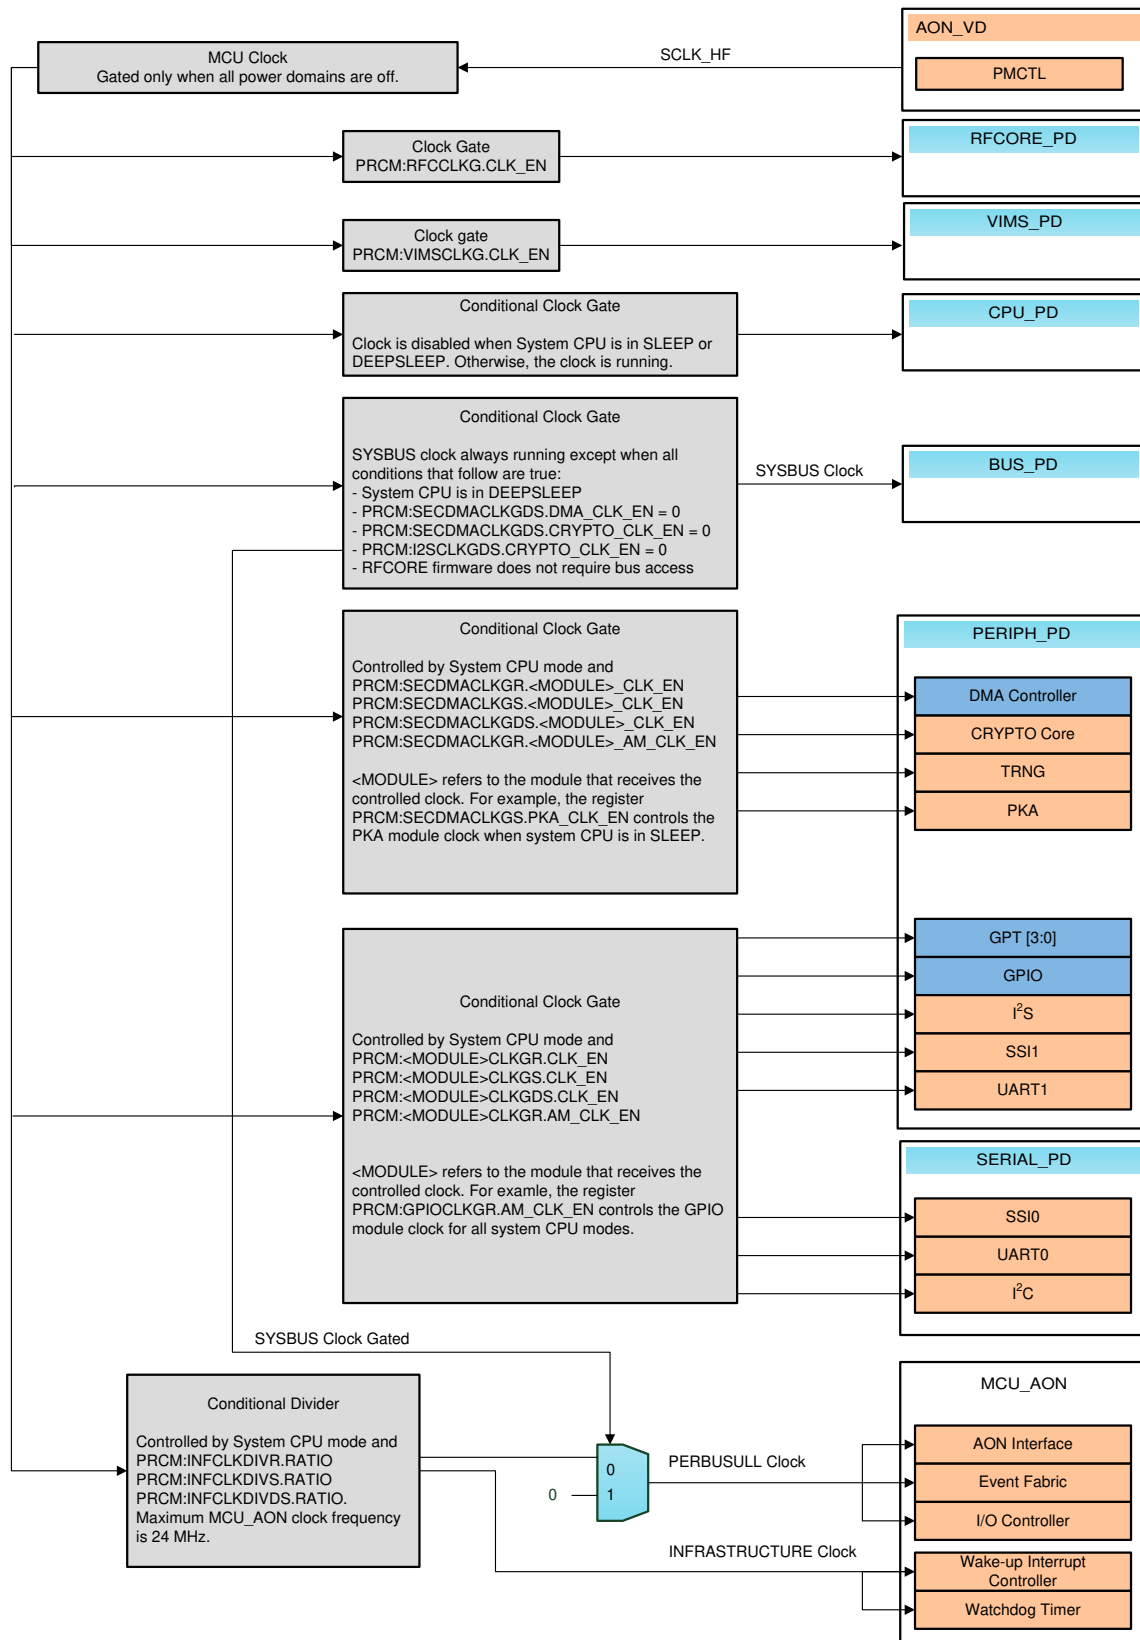 AON_VD
PMCTL
SCLK_HF
MCU Clock
Gated only when all power domains are off.
Clock Gate
PRCM:RFCCLKG.CLK_EN
RFCORE_PD
Clock gate
PRCM:VIMSCLKG.CLK_EN
VIMS_PD
Conditional Clock Gate
Clock is disabled when System CPU is in SLEEP or
DEEPSLEEP. Otherwise, the clock is running.
CPU_PD
Conditional Clock Gate
SYSBUS clock always running except when all
conditions that follow are true:
- System CPU is in DEEPSLEEP
- PRCM:SECDMACLKGDS.DMA_CLK_EN = 0
- PRCM:SECDMACLKGDS.CRYPTO_CLK_EN = 0
- PRCM:I2SCLKGDS.CRYPTO_CLK_EN = 0
- RFCORE firmware does not require bus access
SYSBUS Clock
BUS_PD
Conditional Clock Gate
Controlled by System CPU mode and
PRCM:SECDMACLKGR.<MODULE>_CLK_EN
PRCM:SECDMACLKGS.<MODULE>_CLK_EN
PRCM:SECDMACLKGDS.<MODULE>_CLK_EN
PRCM:SECDMACLKGR.<MODULE>_AM_CLK_EN
<MODULE> refers to the module that receives the
controlled clock. For example, the register
PRCM:SECDMACLKGS.PKA_CLK_EN controls the
PKA module clock when system CPU is in SLEEP.
PERIPH_PD
DMA Controller
CRYPTO Core
TRNG
PKA
GPT [3:0]
GPIO
I²S
SSI1
UART1
Conditional Clock Gate
Controlled by System CPU mode and
PRCM:<MODULE>CLKGR.CLK_EN
PRCM:<MODULE>CLKGS.CLK_EN
PRCM:<MODULE>CLKGDS.CLK_EN
PRCM:<MODULE>CLKGR.AM_CLK_EN
<MODULE> refers to the module that receives the
controlled clock. For examle, the register
PRCM:GPIOCLKGR.AM_CLK_EN controls the GPIO
module clock for all system CPU modes.
SERIAL_PD
SSI0
UART0
I²C
SYSBUS Clock Gated
Conditional Divider
Controlled by System CPU mode and
PRCM:INFCLKDIVR.RATIO
PRCM:INFCLKDIVS.RATIO
PRCM:INFCLKDIVDS.RATIO.
Maximum MCU_AON clock frequency
is 24 MHz.
0
0
1
PERBUSULL Clock
INFRASTRUCTURE Clock
MCU_AON
AON Interface
Event Fabric
I/O Controller
Wake-up Interrupt
Controller
Watchdog Timer